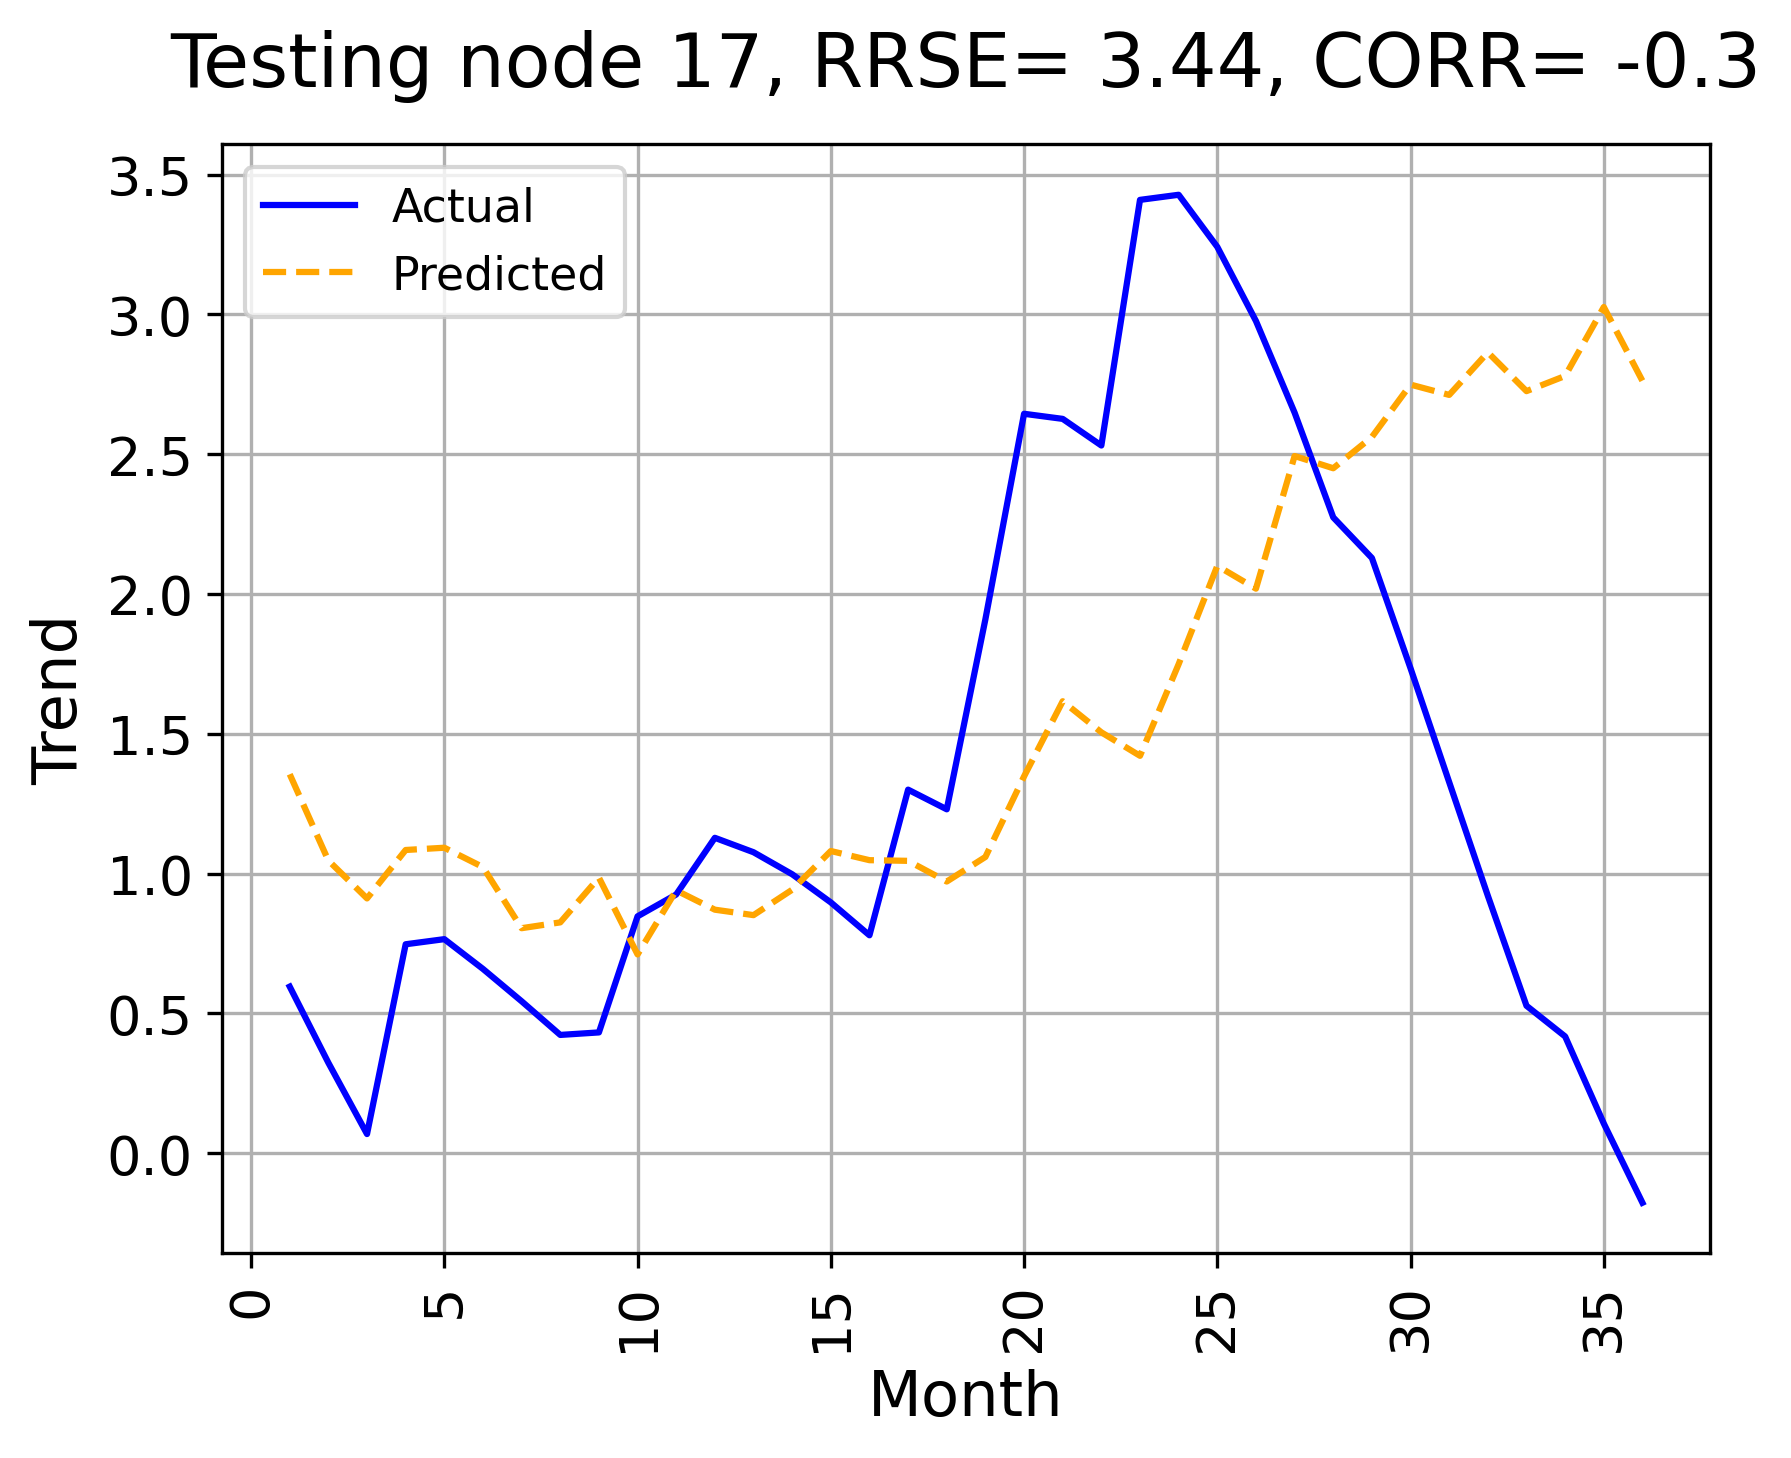 Testing node 17, RRSE= 3.44, CORR= -0.3
Actual
Predicted
3.5
3.0
2.5
2.0
1.5
1.0
0.5
0.0
Trend
0 5 10 15 20 25 30 35
Month